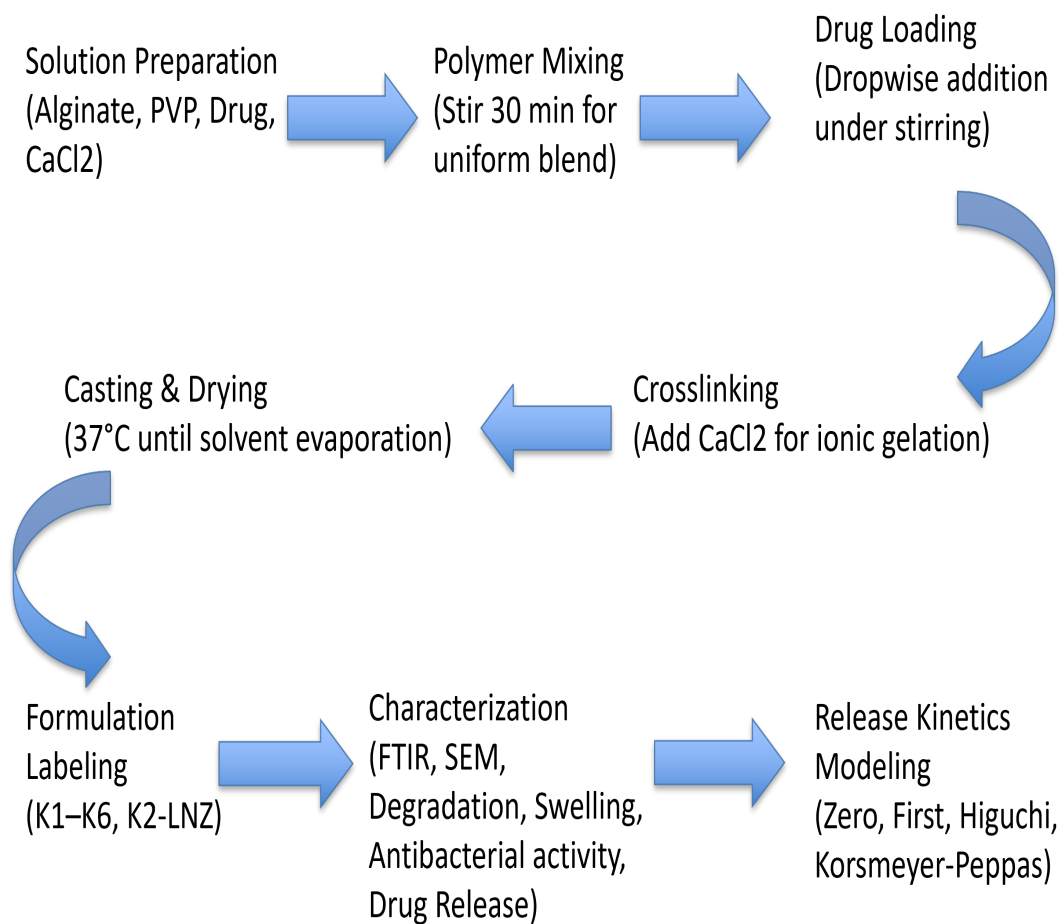 Solution Preparation
(Alginate, PVP, Drug,
CaCl2)
Polymer Mixing
(Stir 30 min for
uniform blend)
Drug Loading
(Dropwise addition
under stirring)
Crosslinking
(Add CaCl2 for ionic gelation)
Casting & Drying
(37°C until solvent evaporation)
Formulation
Labeling
(K1–K6, K2-LNZ)
Characterization
(FTIR, SEM,
Degradation, Swelling,
Antibacterial activity,
Drug Release)
Release Kinetics
Modeling
(Zero, First, Higuchi,
Korsmeyer-Peppas)